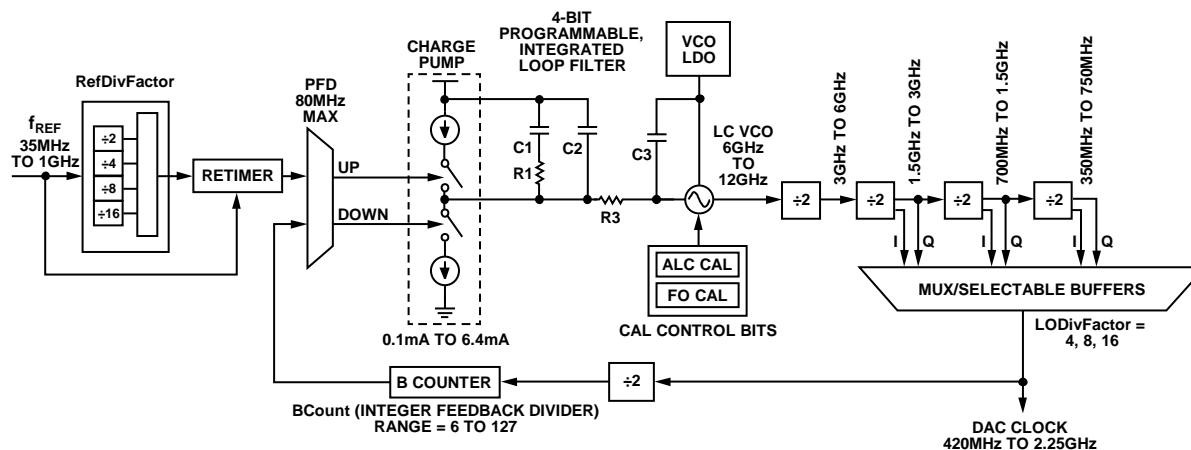 4-BIT
PROGRAMMABLE,
INTEGRATED
LOOP FILTER
VCO
LDO
CHARGE
PUMP
RefDivFactor
PFD
80MHz
MAX
fREF
35MHz
TO 1GHz
÷2
÷4
÷8
÷16
RETIMER
UP
DOWN
C1
R1
C2
R3
C3
LC VCO
6GHz
TO
12GHz
÷2
3GHz TO 6GHz
÷2
1.5GHz TO 3GHz
÷2
700MHz TO 1.5GHz
÷2
350MHz TO 750MHz
I
Q
I
Q
I
Q
ALC CAL
FO CAL
CAL CONTROL BITS
MUX/SELECTABLE BUFFERS
LODivFactor =
4, 8, 16
0.1mA TO 6.4mA
B COUNTER
÷2
BCount (INTEGER FEEDBACK DIVIDER)
RANGE = 6 TO 127
DAC CLOCK
420MHz TO 2.25GHz